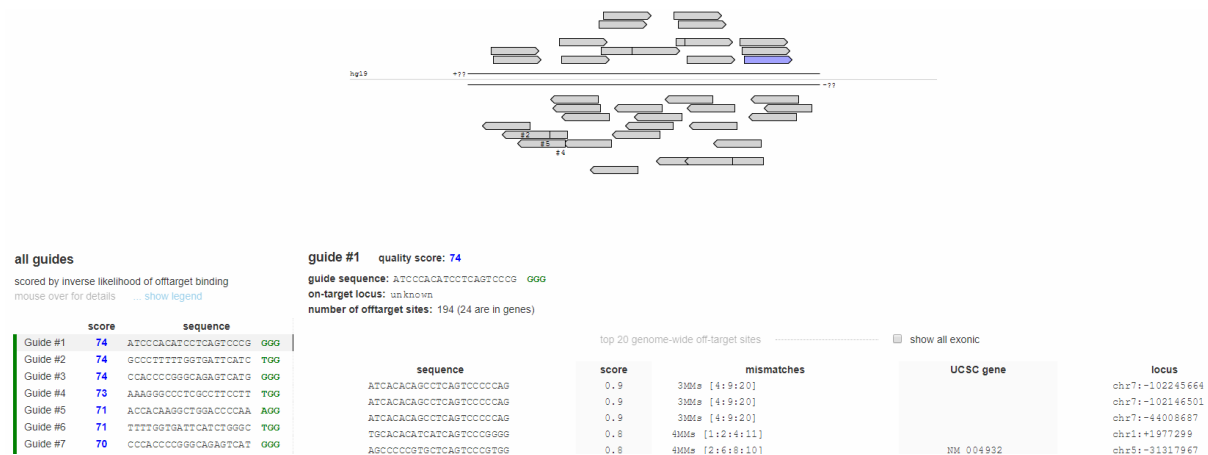 hg19
+??
+??
#2
#5
#4
all guides
scored by inverse likelihood of offtarget binding
mouse over for details ... show legend
score sequence
Guide #1 74 ATCCCACATCCTCAGTCCCG GGG
Guide #2 74 GCCCTTTTTGGTGATTCATC TGG
Guide #3 74 CCACCCCGGGCAGAGTCATG GGG
Guide #4 73 AAAGGGCCCTCGCCTTCCTT TGG
Guide #5 71 ACCACAAGGCTGGACCCCAA AGG
Guide #6 71 TTTTGGTGATTCATCTGGGC TGG
Guide #7 70 CCCACCCCGGGCAGAGTCAT GGG
guide #1 quality score: 74
guide sequence: ATCCCACATCCTCAGTCCCG GGG
on-target locus: unknown
number of offtarget sites: 194 (24 are in genes)
top 20 genome-wide off-target sites show all exonic
sequence score mismatches UCSC gene locus
ATCACACAGCCTCAGTCCCCCAG 0.9 3MMs [4:9:20] chr7:-102245664
ATCACACAGCCTCAGTCCCCCAG 0.9 3MMs [4:9:20] chr7:-102146501
ATCACACAGCCTCAGTCCCCCAG 0.9 3MMs [4:9:20] chr7:-44008687
TGCACACATCATCAGTCCCGGGG 0.8 4MMs [1:2:4:11] chr1:+1977299
AGCCCCCGTGCTCAGTCCCGTGG 0.8 4MMs [2:6:8:10] NM_004932 chr5:-31317967